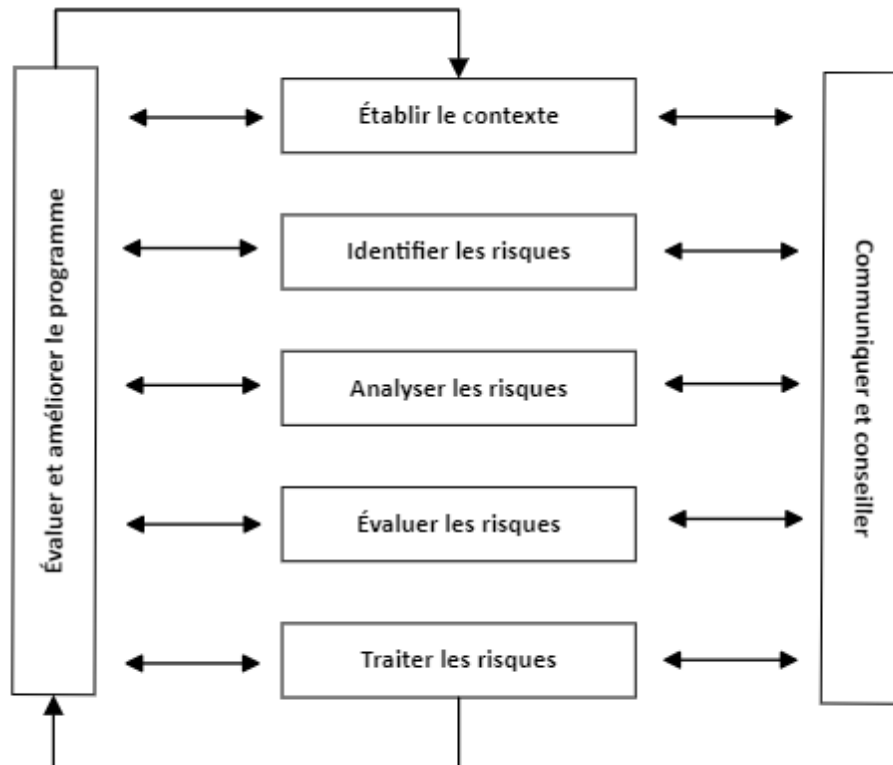 Établir le contexte
Identifier les risques
Analyser les risques
Évaluer les risques
Traiter les risques
Évaluer et améliorer le programme
Communiquer et conseiller